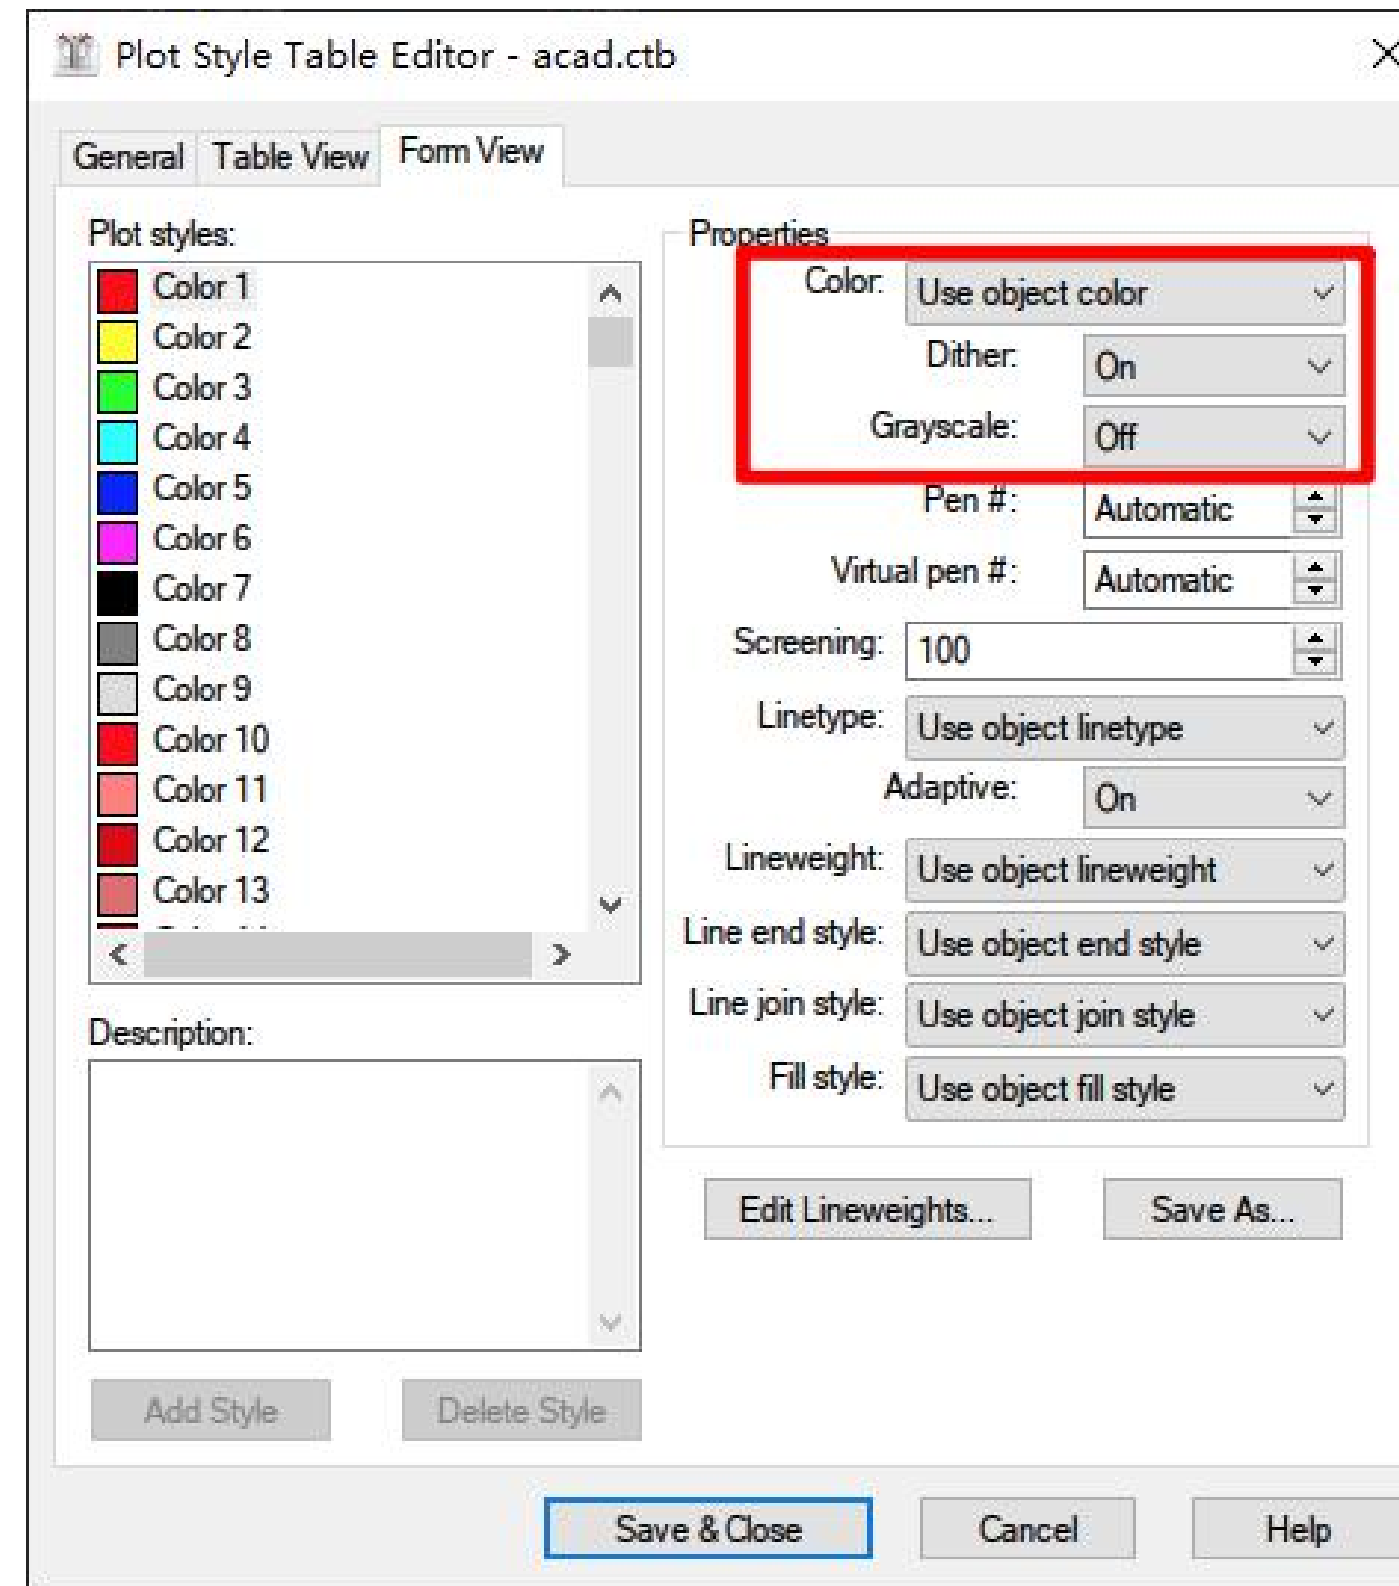 Plot Style Table Editor - acad.ctb
General Table View Form View
Plot styles:
Color 1
Color 2
Color 3
Color 4
Color 5
Color 6
Color 7
Color 8
Color 9
Color 10
Color 11
Color 12
Color 13
Description:
Add Style Delete Style
Properties
Color: Use object color
Dither: On
Grayscale: Off
Pen #: Automatic
Virtual pen #: Automatic
Screening: 100
Linetype: Use object linetype
Adaptive: On
Lineweight: Use object lineweight
Line end style: Use object end style
Line join style: Use object join style
Fill style: Use object fill style
Edit Lineweights... Save As...
Save & Close Cancel Help